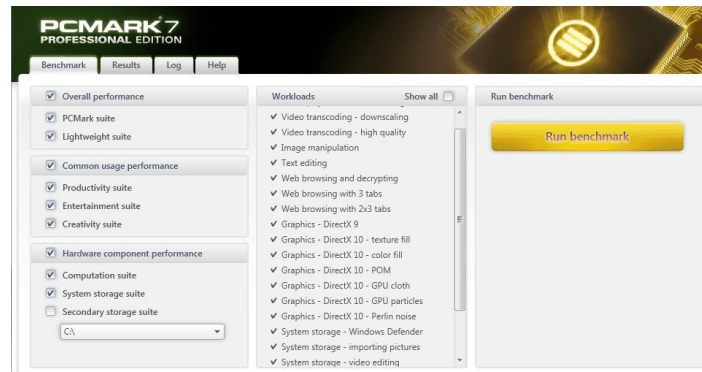 PCMARK 7
PROFESSIONAL EDITION
Benchmark Results Log Help
Overall performance
PCMark suite
Lightweight suite
Common usage performance
Productivity suite
Entertainment suite
Creativity suite
Hardware component performance
Computation suite
System storage suite
Secondary storage suite
C:\
Workloads Show all
Video transcoding - downscaling
Video transcoding - high quality
Image manipulation
Text editing
Web browsing and decrypting
Web browsing with 3 tabs
Web browsing with 2x3 tabs
Graphics - DirectX 9
Graphics - DirectX 10 - texture fill
Graphics - DirectX 10 - color fill
Graphics - DirectX 10 - POM
Graphics - DirectX 10 - GPU cloth
Graphics - DirectX 10 - GPU particles
Graphics - DirectX 10 - Perlin noise
System storage - Windows Defender
System storage - importing pictures
System storage - video editing
Run benchmark
Run benchmark